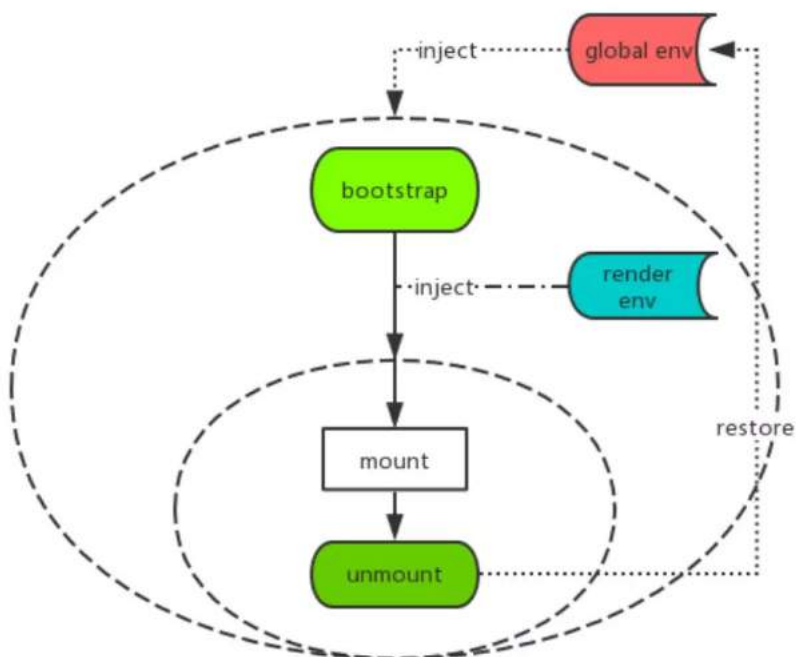 inject
global env
bootstrap
inject
render
env
restore
mount
unmount